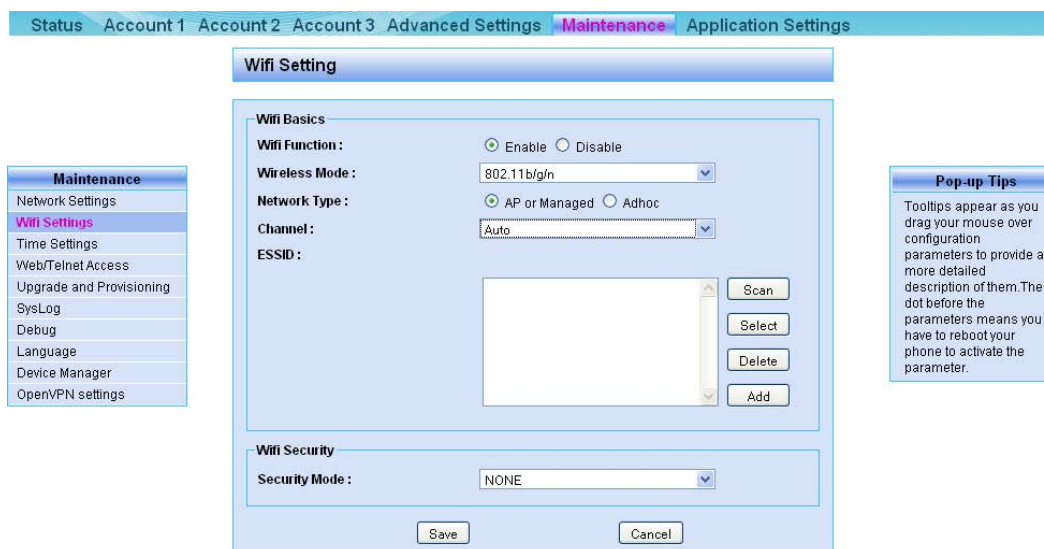 Status Account 1 Account 2 Account 3 Advanced Settings Maintenance Application Settings
Wifi Setting
Maintenance
Network Settings
Wifi Settings
Time Settings
Web/Telnet Access
Upgrade and Provisioning
SysLog
Debug
Language
Device Manager
OpenVPN settings
Wifi Basics
Wifi Function :
Enable Disable
Wireless Mode :
802.11b/g/n
Network Type :
AP or Managed Adhoc
Channel :
Auto
ESSID :
Scan
Select
Delete
Add
Wifi Security
Security Mode :
NONE
Save Cancel
Pop-up Tips
Tooltips appear as you
drag your mouse over
configuration
parameters to provide a
more detailed
description of them.The
dot before the
parameters means you
have to reboot your
phone to activate the
parameter.